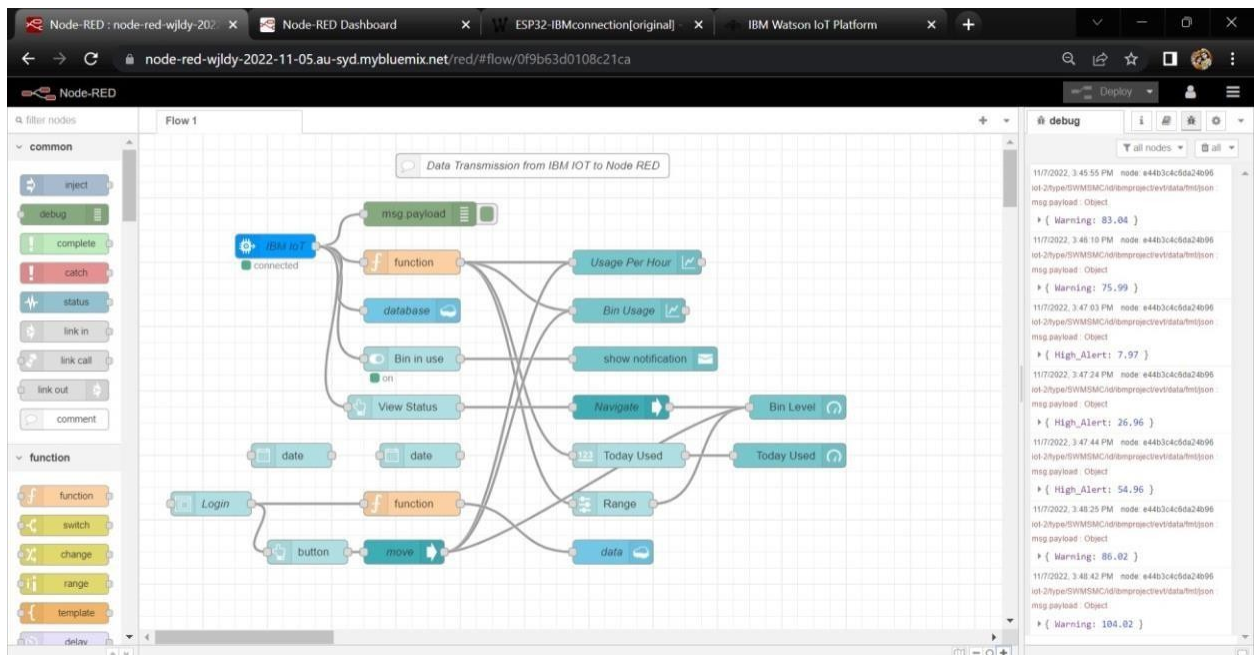 Node-RED : node-red-wjldy-202
Node-RED Dashboard
ESP32-IBMconnection[original] -
IBM Watson IoT Platform
node-red-wjldy-2022-11-05.au-syd.mybluemix.net/red/#flow/0f9b63d0108c21ca
Node-RED
Deploy
filter nodes
common
inject
debug
complete
catch
status
link in
link call
link out
comment
function
function
switch
change
range
template
delay
Flow 1
Data Transmission from IBM IOT to Node RED
msg.payload
IBM IoT
connected
function
Usage Per Hour
database
Bin Usage
Bin in use
on
show notification
View Status
Navigate
Bin Level
date
date
123
Today Used
Today Used
Login
function
Range
button
move
data
debug
all nodes
all
11/7/2022, 3:45:55 PM node: e44b3c4c6da24b96
iot-2/type/SWMSMC/id/ibmproject/evt/data/fmt/json :
msg.payload : Object
{ Warning: 83.04 }
11/7/2022, 3:46:10 PM node: e44b3c4c6da24b96
iot-2/type/SWMSMC/id/ibmproject/evt/data/fmt/json :
msg.payload : Object
{ Warning: 75.99 }
11/7/2022, 3:47:03 PM node: e44b3c4c6da24b96
iot-2/type/SWMSMC/id/ibmproject/evt/data/fmt/json :
msg.payload : Object
{ High_Alert: 7.97 }
11/7/2022, 3:47:24 PM node: e44b3c4c6da24b96
iot-2/type/SWMSMC/id/ibmproject/evt/data/fmt/json :
msg.payload : Object
{ High_Alert: 26.96 }
11/7/2022, 3:47:44 PM node: e44b3c4c6da24b96
iot-2/type/SWMSMC/id/ibmproject/evt/data/fmt/json :
msg.payload : Object
{ High_Alert: 54.96 }
11/7/2022, 3:48:25 PM node: e44b3c4c6da24b96
iot-2/type/SWMSMC/id/ibmproject/evt/data/fmt/json :
msg.payload : Object
{ Warning: 86.02 }
11/7/2022, 3:48:42 PM node: e44b3c4c6da24b96
iot-2/type/SWMSMC/id/ibmproject/evt/data/fmt/json :
msg.payload : Object
{ Warning: 104.02 }